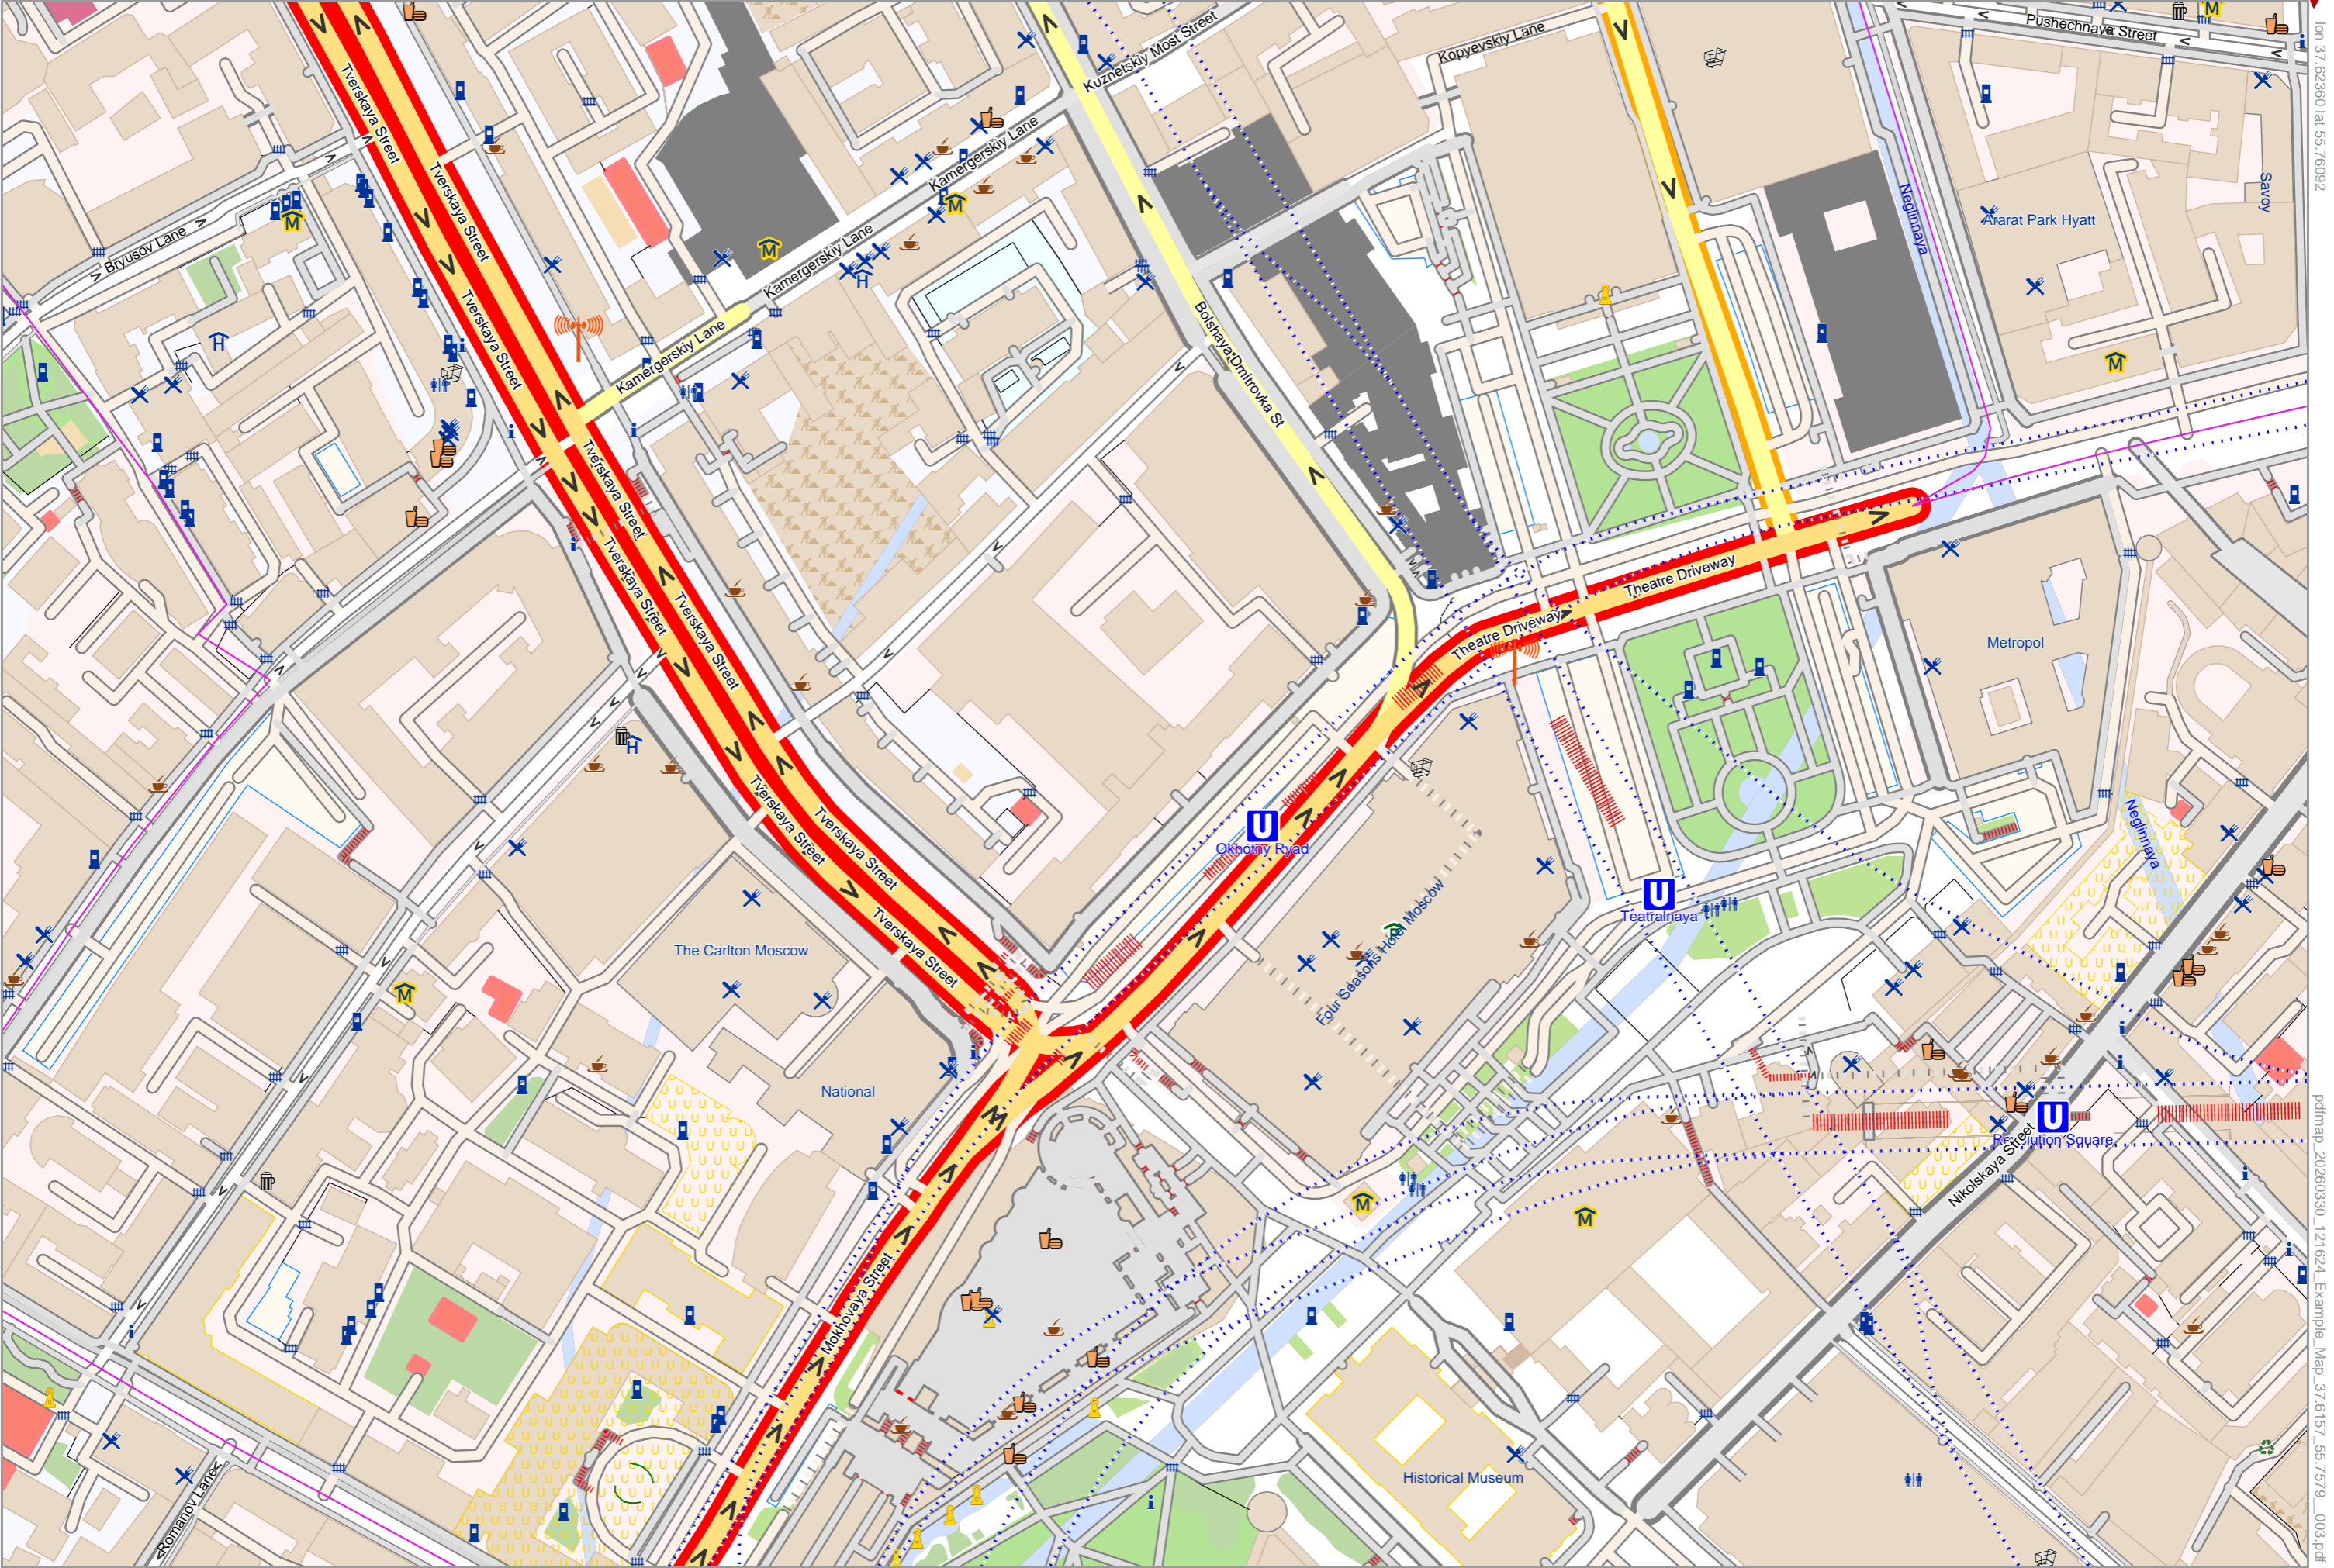 Tverskaya Street
Tverskaya Street
Tverskaya Street
Tverskaya Street
Tverskaya Street
Tverskaya Street
Tverskaya Street
Tverskaya Street
Tverskaya Street
Bryusov Lane
Kamergerskiy Lane
Kamergerskiy Lane
Kamergerskiy Lane
Kuznetskiy Most Street
Kopyevskiy Lane
Pushechnaya Street
Neglinnaya
Savoy
Ararat Park Hyatt
Bolshaya Dmitrovka St
Theatre Driveway
Theatre Driveway
Metropol
Neglinnaya
U
Okhotny Ryad
U
Teatralnaya
Four Seasons Hotel Moscow
The Carlton Moscow
National
U
Revolution Square
Nikolskaya Street
Mokhovaya Street
Historical Museum
Romanov Lane
lon 37.62360 lat 55.76092
pdfmap_20260330_121624_Example_Map_37.6157_55.7579__003.pdf